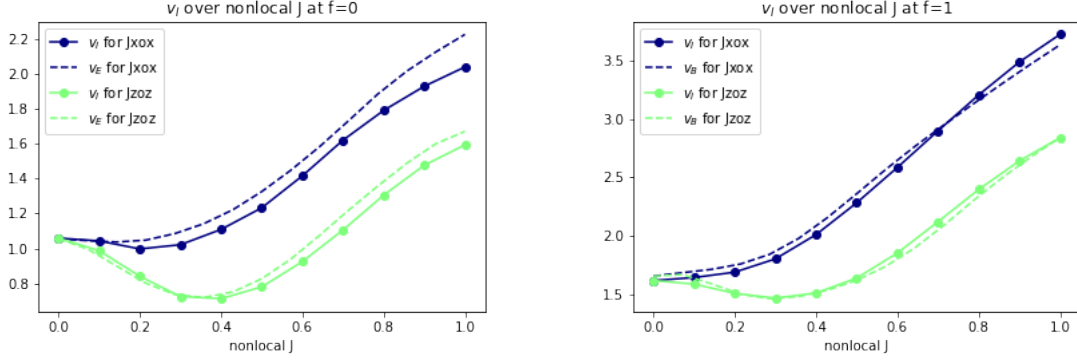 v_I over nonlocal J at f=0
2.2
2.0
1.8
1.6
1.4
1.2
1.0
0.8
v_I for Jxox
v_E for Jxox
v_I for Jzoz
v_E for Jzoz
0.0 0.2 0.4 0.6 0.8 1.0
nonlocal J
v_I over nonlocal J at f=1
3.5
3.0
2.5
2.0
1.5
v_I for Jxox
v_B for Jxox
v_I for Jzoz
v_B for Jzoz
0.0 0.2 0.4 0.6 0.8 1.0
nonlocal J